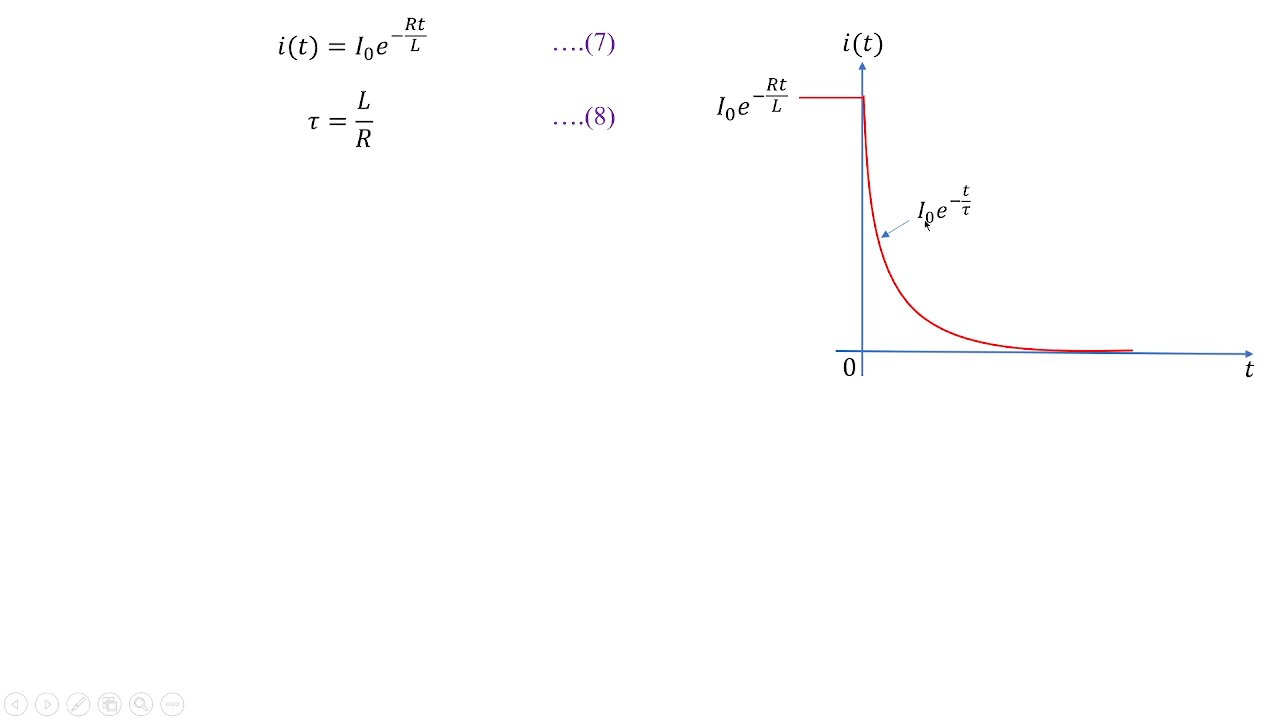 i(t) = I₀e^(-Rt/L) ….(7)
τ = L/R ….(8)
i(t)
I₀e^(-Rt/L)
I₀e^(-t/τ)
0
t